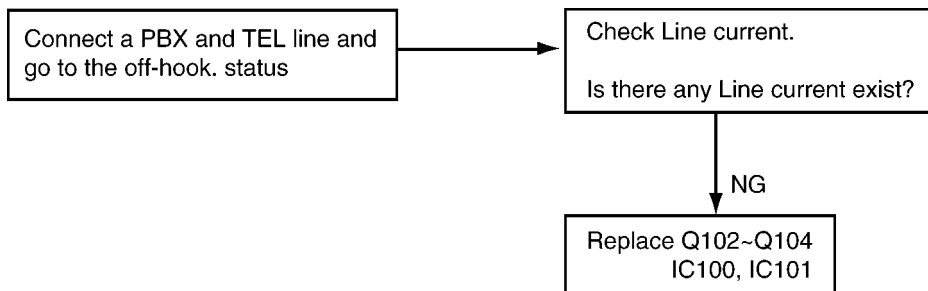 Connect a PBX and TEL line and
go to the off-hook. status
Check Line current.
Is there any Line current exist?
NG
Replace Q102~Q104
IC100, IC101